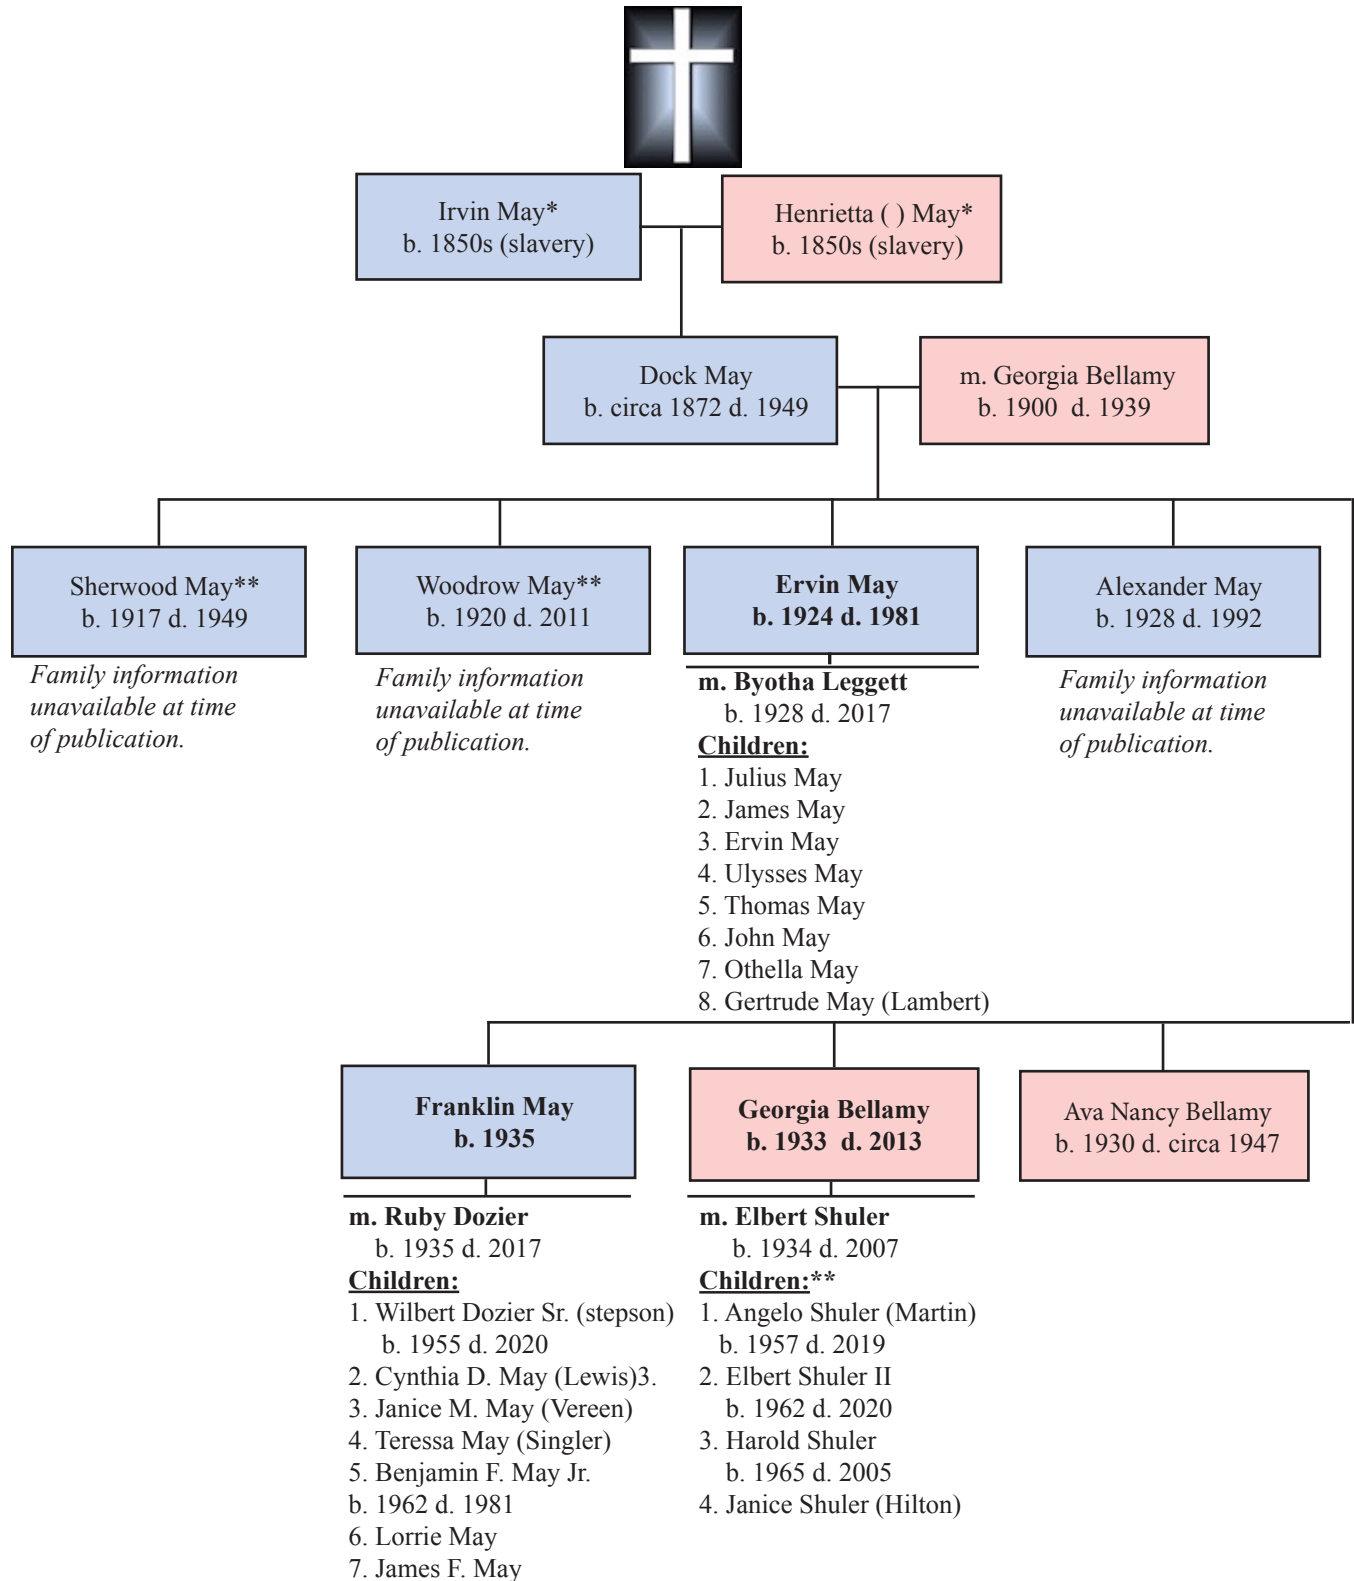 Irvin May*
b. 1850s (slavery)
Henrietta ( ) May*
b. 1850s (slavery)
Dock May
b. circa 1872 d. 1949
m. Georgia Bellamy
b. 1900  d. 1939
Sherwood May**
b. 1917 d. 1949
Family information
unavailable at time
of publication.
Woodrow May**
b. 1920 d. 2011
Family information
unavailable at time
of publication.
Ervin May
b. 1924 d. 1981
m. Byotha Leggett
b. 1928 d. 2017
Children:
1. Julius May
2. James May
3. Ervin May
4. Ulysses May
5. Thomas May
6. John May
7. Othella May
8. Gertrude May (Lambert)
Alexander May
b. 1928 d. 1992
Family information
unavailable at time
of publication.
Franklin May
b. 1935
m. Ruby Dozier
b. 1935 d. 2017
Children:
1. Wilbert Dozier Sr. (stepson)
b. 1955 d. 2020
2. Cynthia D. May (Lewis)3.
3. Janice M. May (Vereen)
4. Teressa May (Singler)
5. Benjamin F. May Jr.
b. 1962 d. 1981
6. Lorrie May
7. James F. May
Georgia Bellamy
b. 1933  d. 2013
m. Elbert Shuler
b. 1934 d. 2007
Children:**
1. Angelo Shuler (Martin)
b. 1957 d. 2019
2. Elbert Shuler II
b. 1962 d. 2020
3. Harold Shuler
b. 1965 d. 2005
4. Janice Shuler (Hilton)
Ava Nancy Bellamy
b. 1930 d. circa 1947